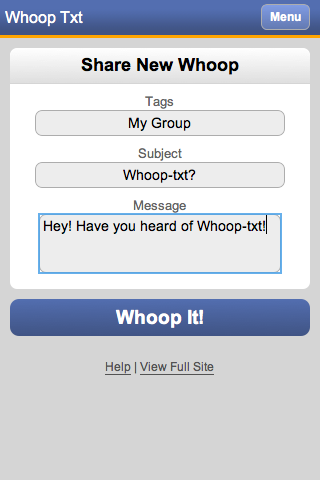 Whoop Txt
Menu
Share New Whoop
Tags
My Group
Subject
Whoop-txt?
Message
Hey! Have you heard of Whoop-txt!
Whoop It!
Help | View Full Site